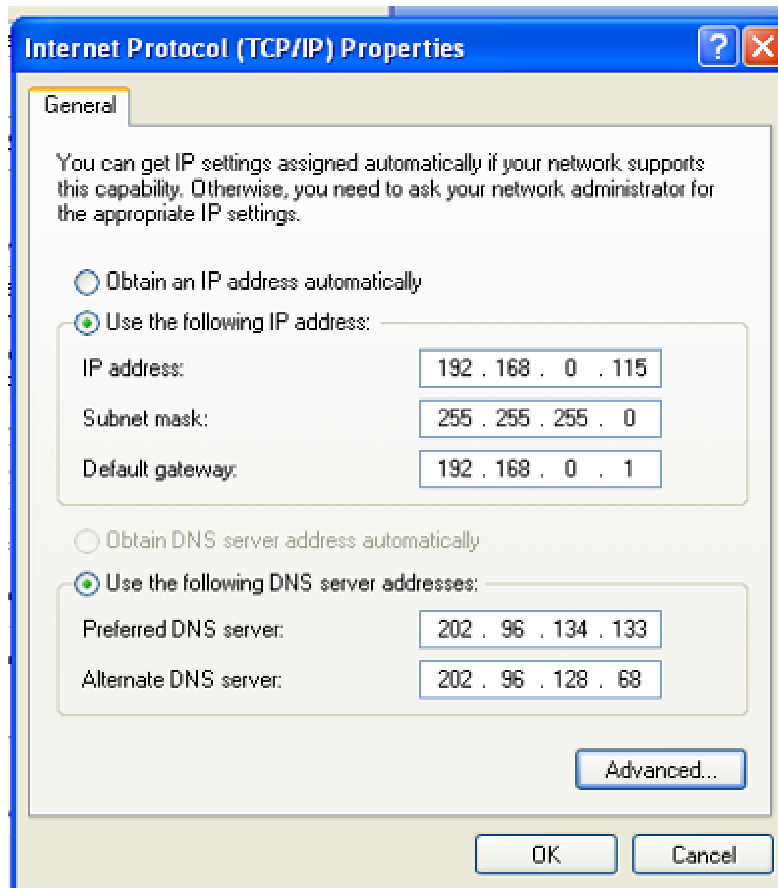 Internet Protocol (TCP/IP) Properties
General
You can get IP settings assigned automatically if your network supports
this capability. Otherwise, you need to ask your network administrator for
the appropriate IP settings.
Obtain an IP address automatically
Use the following IP address:
IP address: 192 . 168 . 0 . 115
Subnet mask: 255 . 255 . 255 . 0
Default gateway: 192 . 168 . 0 . 1
Obtain DNS server address automatically
Use the following DNS server addresses:
Preferred DNS server: 202 . 96 . 134 . 133
Alternate DNS server: 202 . 96 . 128 . 68
Advanced...
OK Cancel